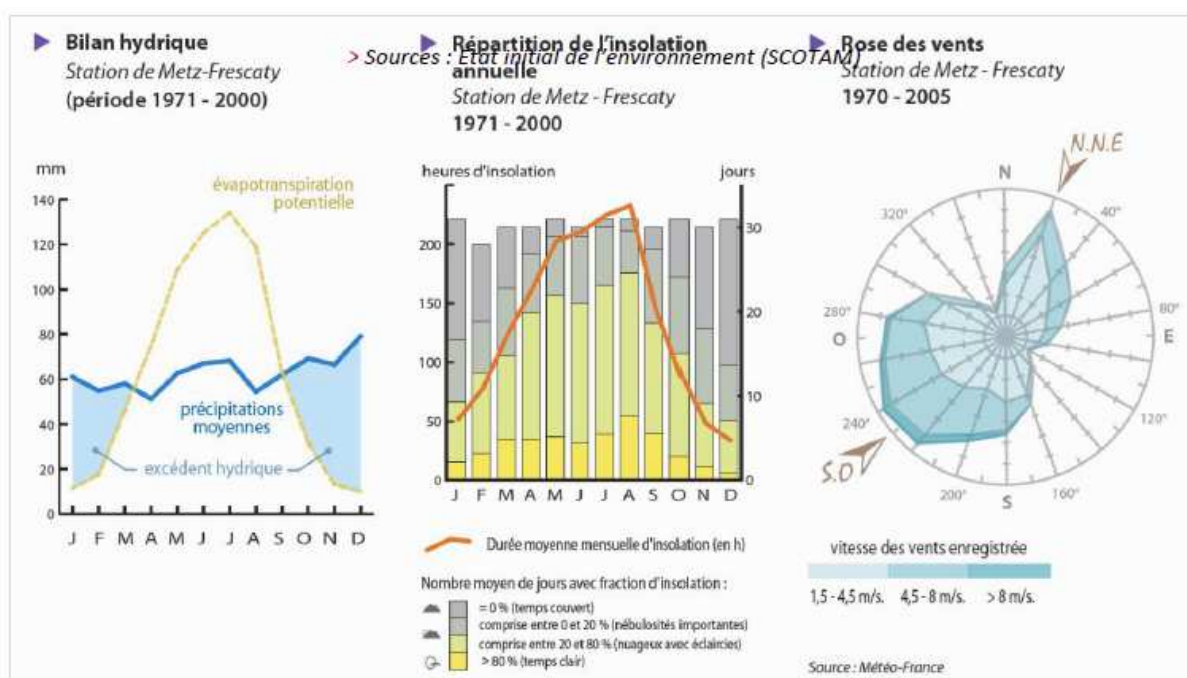 Bilan hydrique
Station de Metz-Frescaty
(période 1971 - 2000)
mm
140
120
100
80
60
40
20
0
évapotranspiration
potentielle
précipitations
moyennes
excédent hydrique
J F M A M J J A S O N D
> Sources : Etat initial de l'environnement (SCOTAM)
Répartition de l'insolation
annuelle
Station de Metz - Frescaty
1971 - 2000
heures d'insolation
jours
200
150
100
50
0
30
20
10
0
J F M A M J J A S O N D
Durée moyenne mensuelle d'insolation (en h)
Nombre moyen de jours avec fraction d'insolation :
= 0 % (temps couvert)
comprise entre 0 et 20 % (nébulosités importantes)
comprise entre 20 et 80 % (nuageux avec éclaircies)
> 80 % (temps clair)
Rose des vents
Station de Metz - Frescaty
1970 - 2005
N.N.E
N
320°
40°
280°
80°
O
E
240°
120°
S.O
200°
160°
S
vitesse des vents enregistrée
1,5 - 4,5 m/s. 4,5 - 8 m/s. > 8 m/s.
Source : Météo-France